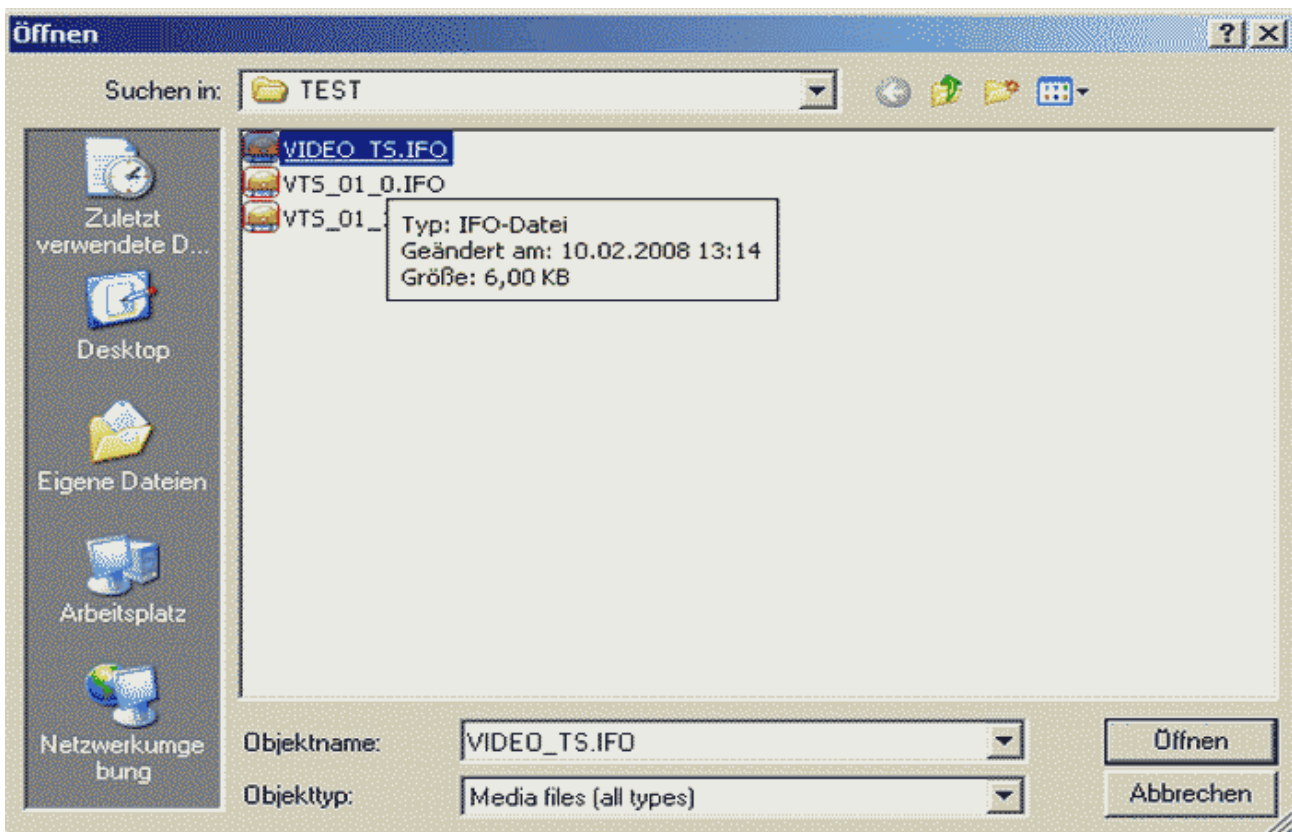 Öffnen
Suchen in:
TEST
Zuletzt
verwendete D...
Desktop
Eigene Dateien
Arbeitsplatz
Netzwerkumge
bung
VIDEO_TS.IFO
VTS_01_0.IFO
VTS_01_
Typ: IFO-Datei
Geändert am: 10.02.2008 13:14
Größe: 6,00 KB
Objektname:
VIDEO_TS.IFO
Öffnen
Objekttyp:
Media files (all types)
Abbrechen